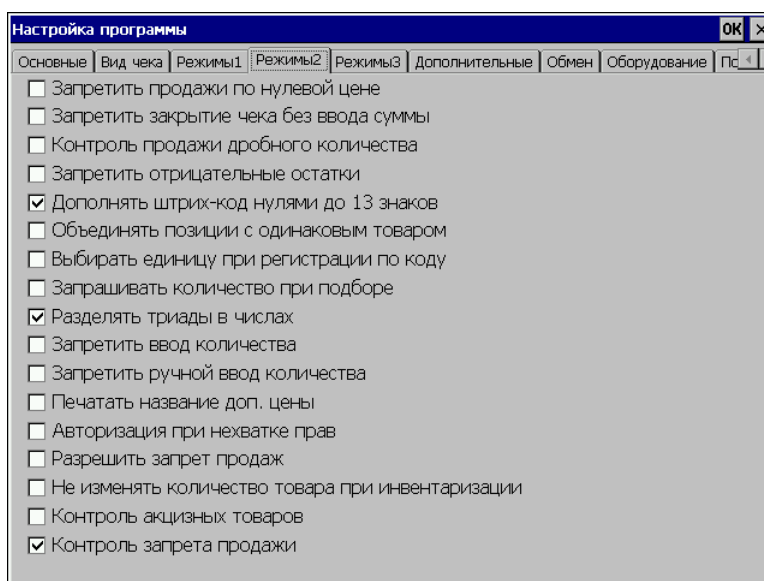 Настройка программы OK ×
Основные Вид чека Режимы1 Режимы2 Режимы3 Дополнительные Обмен Оборудование
Запретить продажи по нулевой цене
Запретить закрытие чека без ввода суммы
Контроль продажи дробного количества
Запретить отрицательные остатки
Дополнять штрих-код нулями до 13 знаков
Объединять позиции с одинаковым товаром
Выбирать единицу при регистрации по коду
Запрашивать количество при подборе
Разделять триады в числах
Запретить ввод количества
Запретить ручной ввод количества
Печатать название доп. цены
Авторизация при нехватке прав
Разрешить запрет продаж
Не изменять количество товара при инвентаризации
Контроль акцизных товаров
Контроль запрета продажи